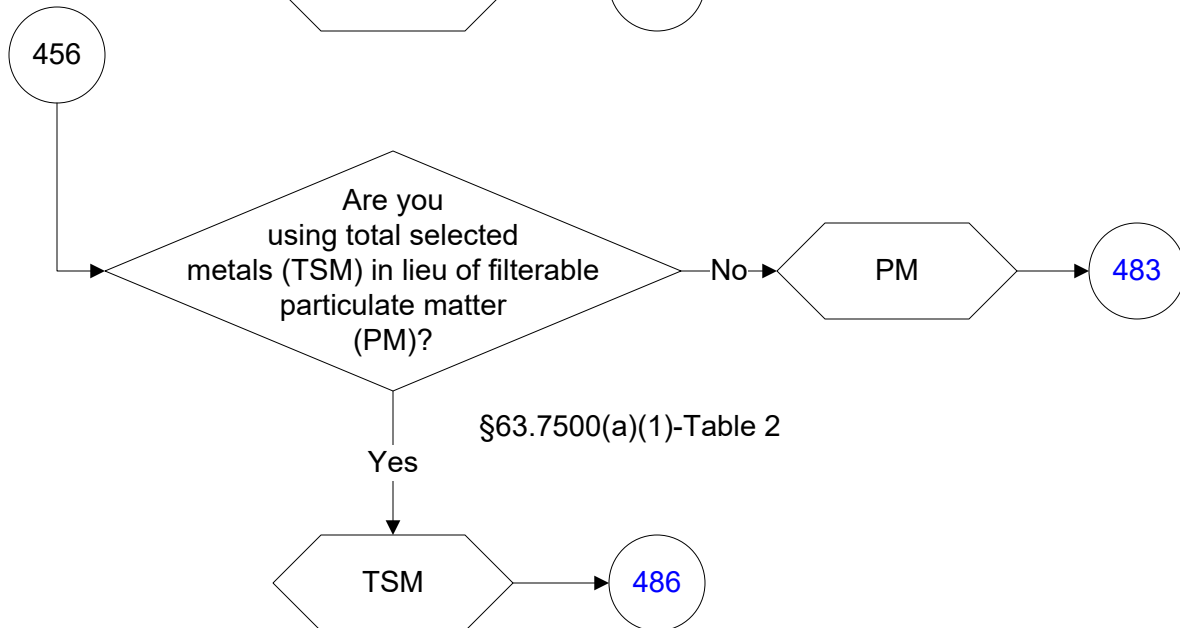 456
Are you
using total selected
metals (TSM) in lieu of filterable
particulate matter
(PM)?
No
PM
483
§63.7500(a)(1)-Table 2
Yes
TSM
486